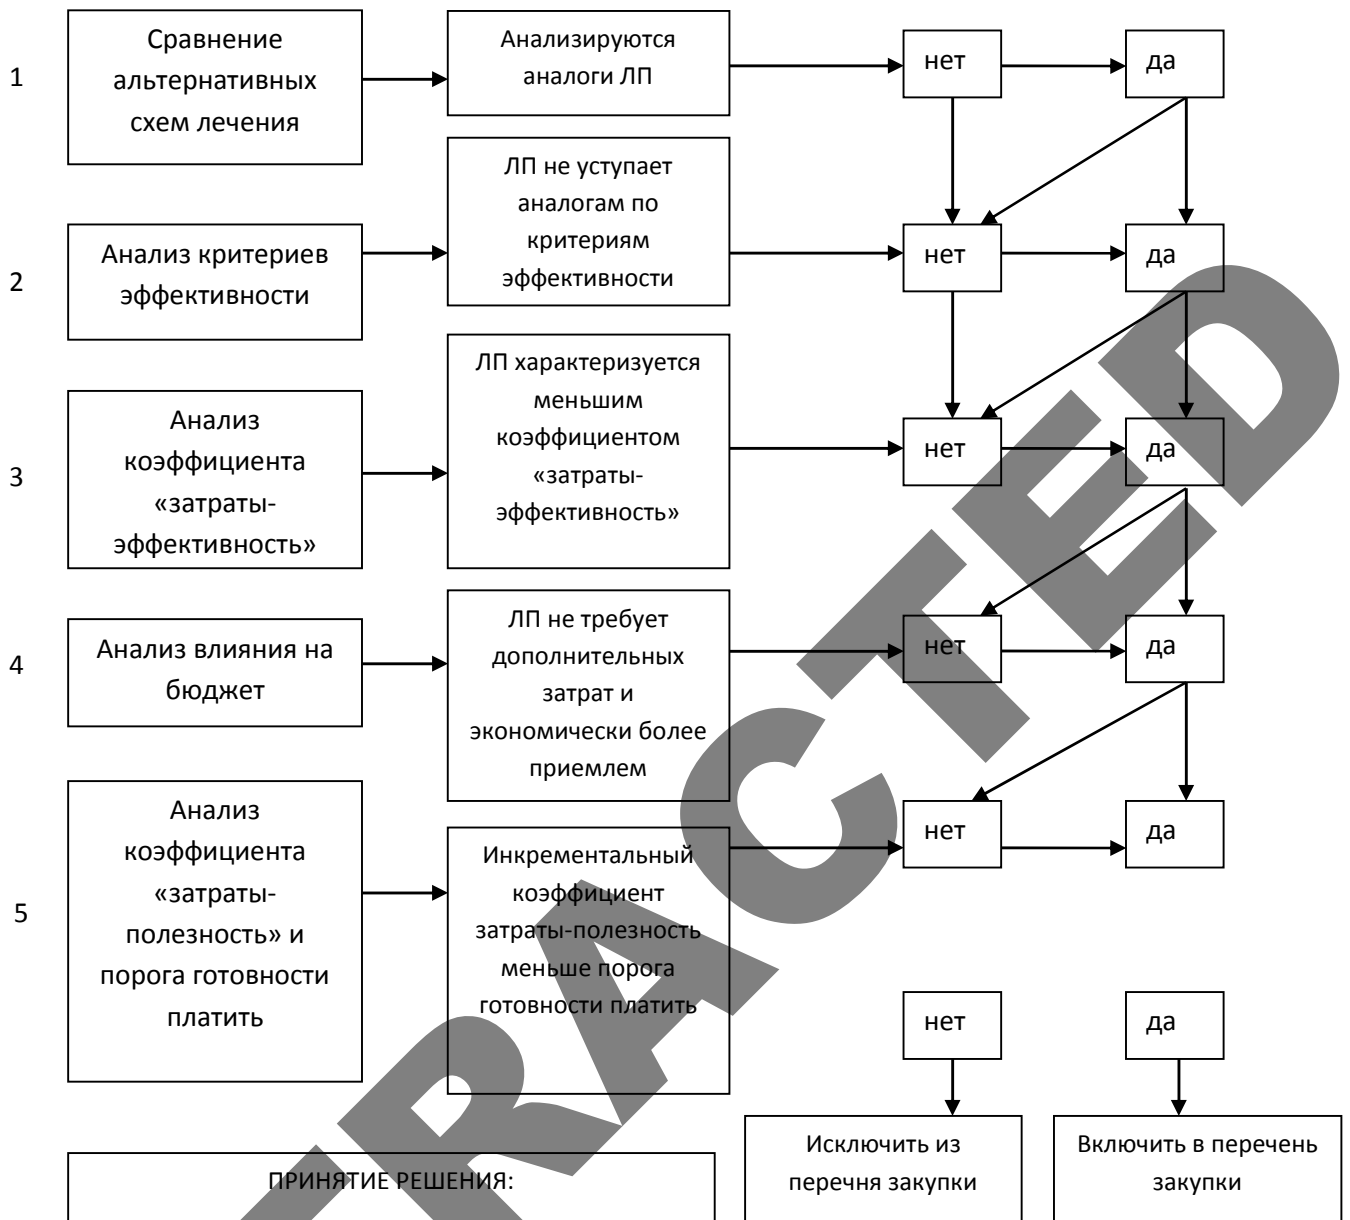 1
Сравнение
альтернативных
схем лечения
Анализируются
аналоги ЛП
нет
да
2
Анализ критериев
эффективности
ЛП не уступает
аналогам по
критериям
эффективности
нет
да
3
Анализ
коэффициента
«затраты-
эффективность»
ЛП характеризуется
меньшим
коэффициентом
«затраты-
эффективность»
нет
да
4
Анализ влияния на
бюджет
ЛП не требует
дополнительных
затрат и
экономически более
приемлем
нет
да
5
Анализ
коэффициента
«затраты-
полезность» и
порога готовности
платить
Инкрементальный
коэффициент
затраты-полезность
меньше порога
готовности платить
нет
да
нет
да
ПРИНЯТИЕ РЕШЕНИЯ:
Исключить из
перечня закупки
Включить в перечень
закупки
TRACTED